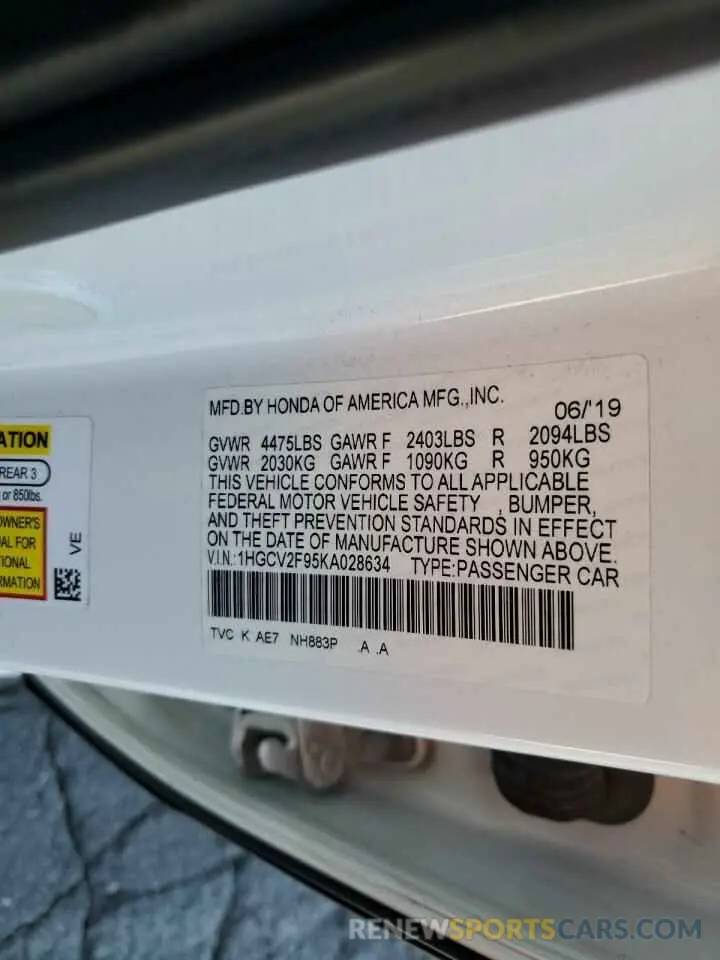 ATION
REAR 3
or 850lbs.
OWNER'S
UAL FOR
IONAL
RMATION
VE
MFD.BY HONDA OF AMERICA MFG.,INC. 06/'19
GVWR 4475LBS GAWR F 2403LBS R 2094LBS
GVWR 2030KG GAWR F 1090KG R 950KG
THIS VEHICLE CONFORMS TO ALL APPLICABLE
FEDERAL MOTOR VEHICLE SAFETY , BUMPER,
AND THEFT PREVENTION STANDARDS IN EFFECT
ON THE DATE OF MANUFACTURE SHOWN ABOVE.
V.I.N.:1HGCV2F95KA028634 TYPE:PASSENGER CAR
TVC K AE7 NH883P .A .A
RENEWSPORTSCARS.COM